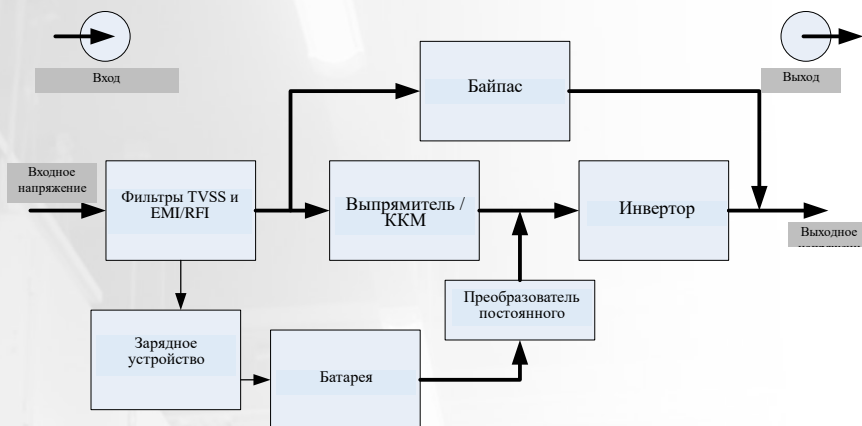 Вход
Выход
Байпас
Входное
напряжение
Фильтры TVSS и
EMI/RFI
Выпрямитель /
ККМ
Инвертор
Выходное
Преобразователь
постоянного
Зарядное
устройство
Батарея